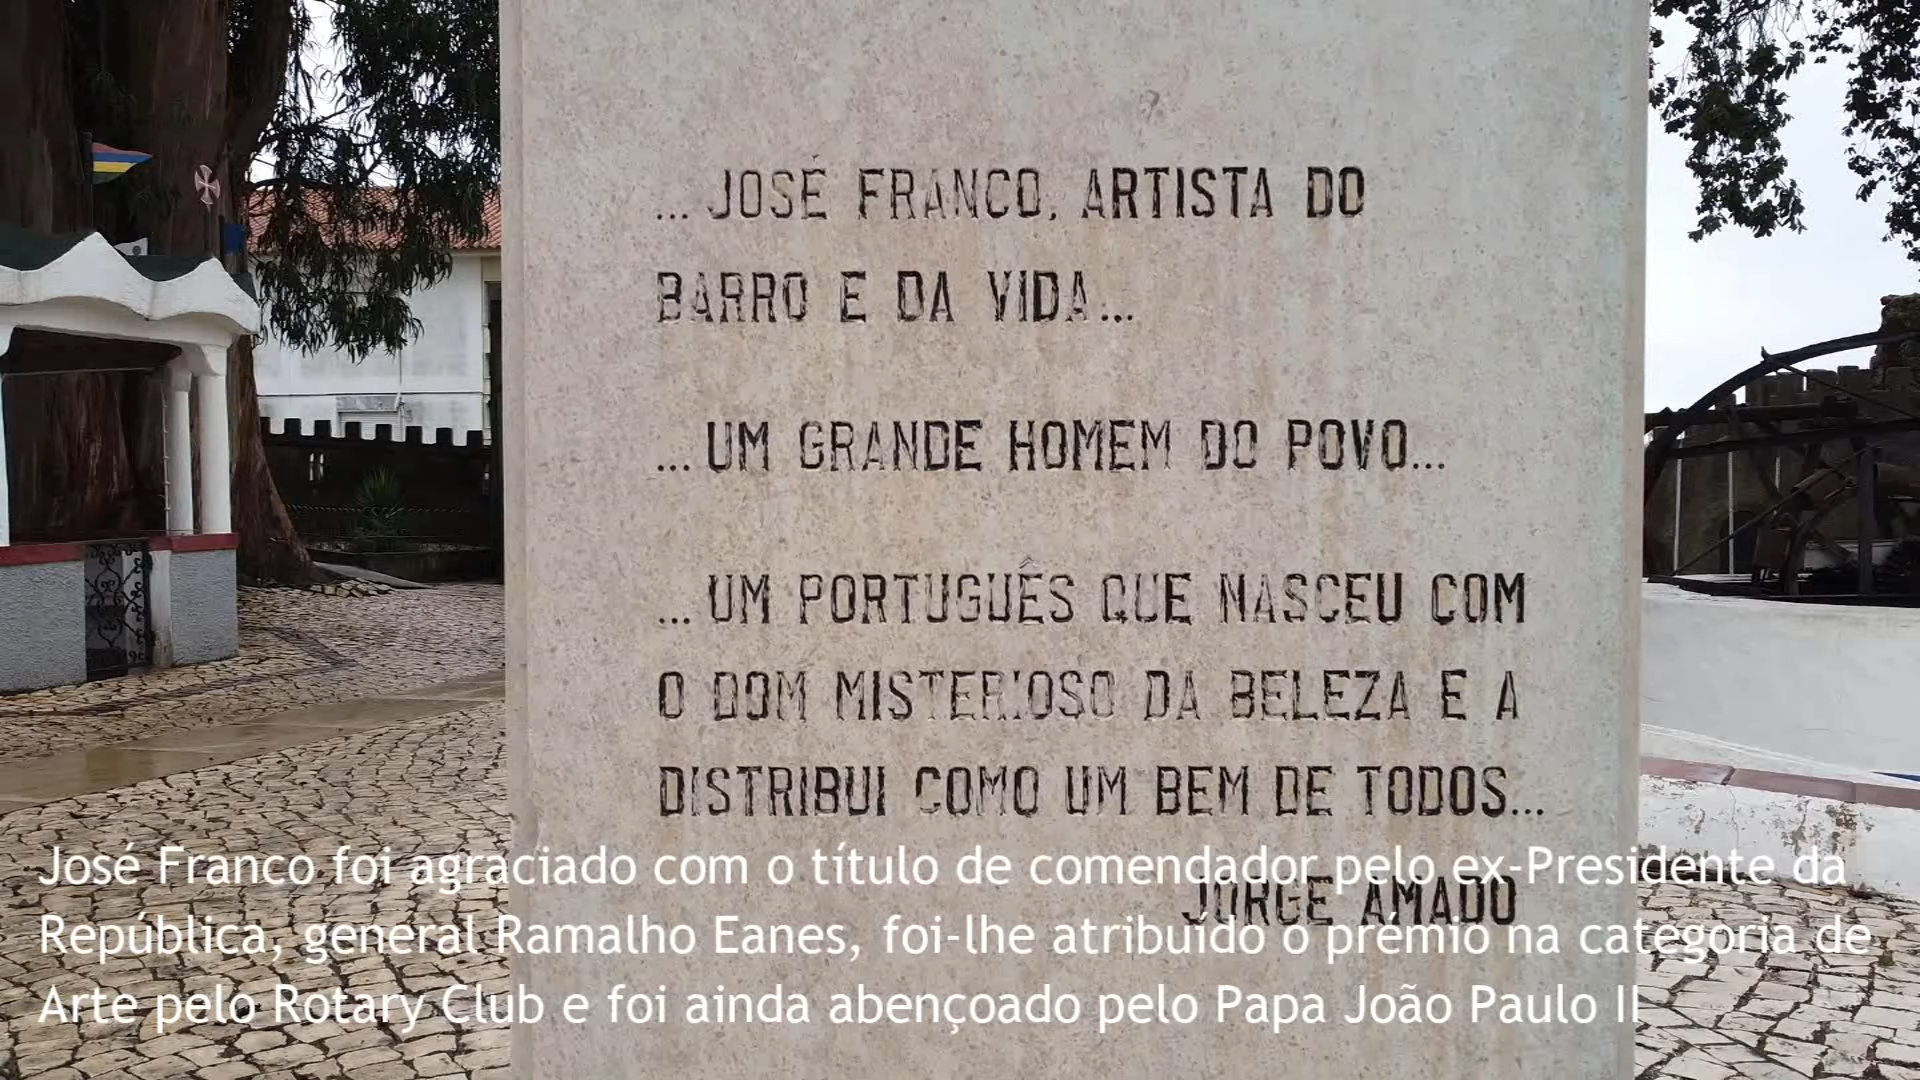 ... JOSÉ FRANCO, ARTISTA DO
BARRO E DA VIDA...
... UM GRANDE HOMEM DO POVO...
... UM PORTUGUÊS QUE NASCEU COM
O DOM MISTERIOSO DA BELEZA E A
DISTRIBUI COMO UM BEM DE TODOS...
JORGE AMADO
José Franco foi agraciado com o título de comendador pelo ex-Presidente da
República, general Ramalho Eanes, foi-lhe atribuído o prémio na categoria de
Arte pelo Rotary Club e foi ainda abençoado pelo Papa João Paulo II